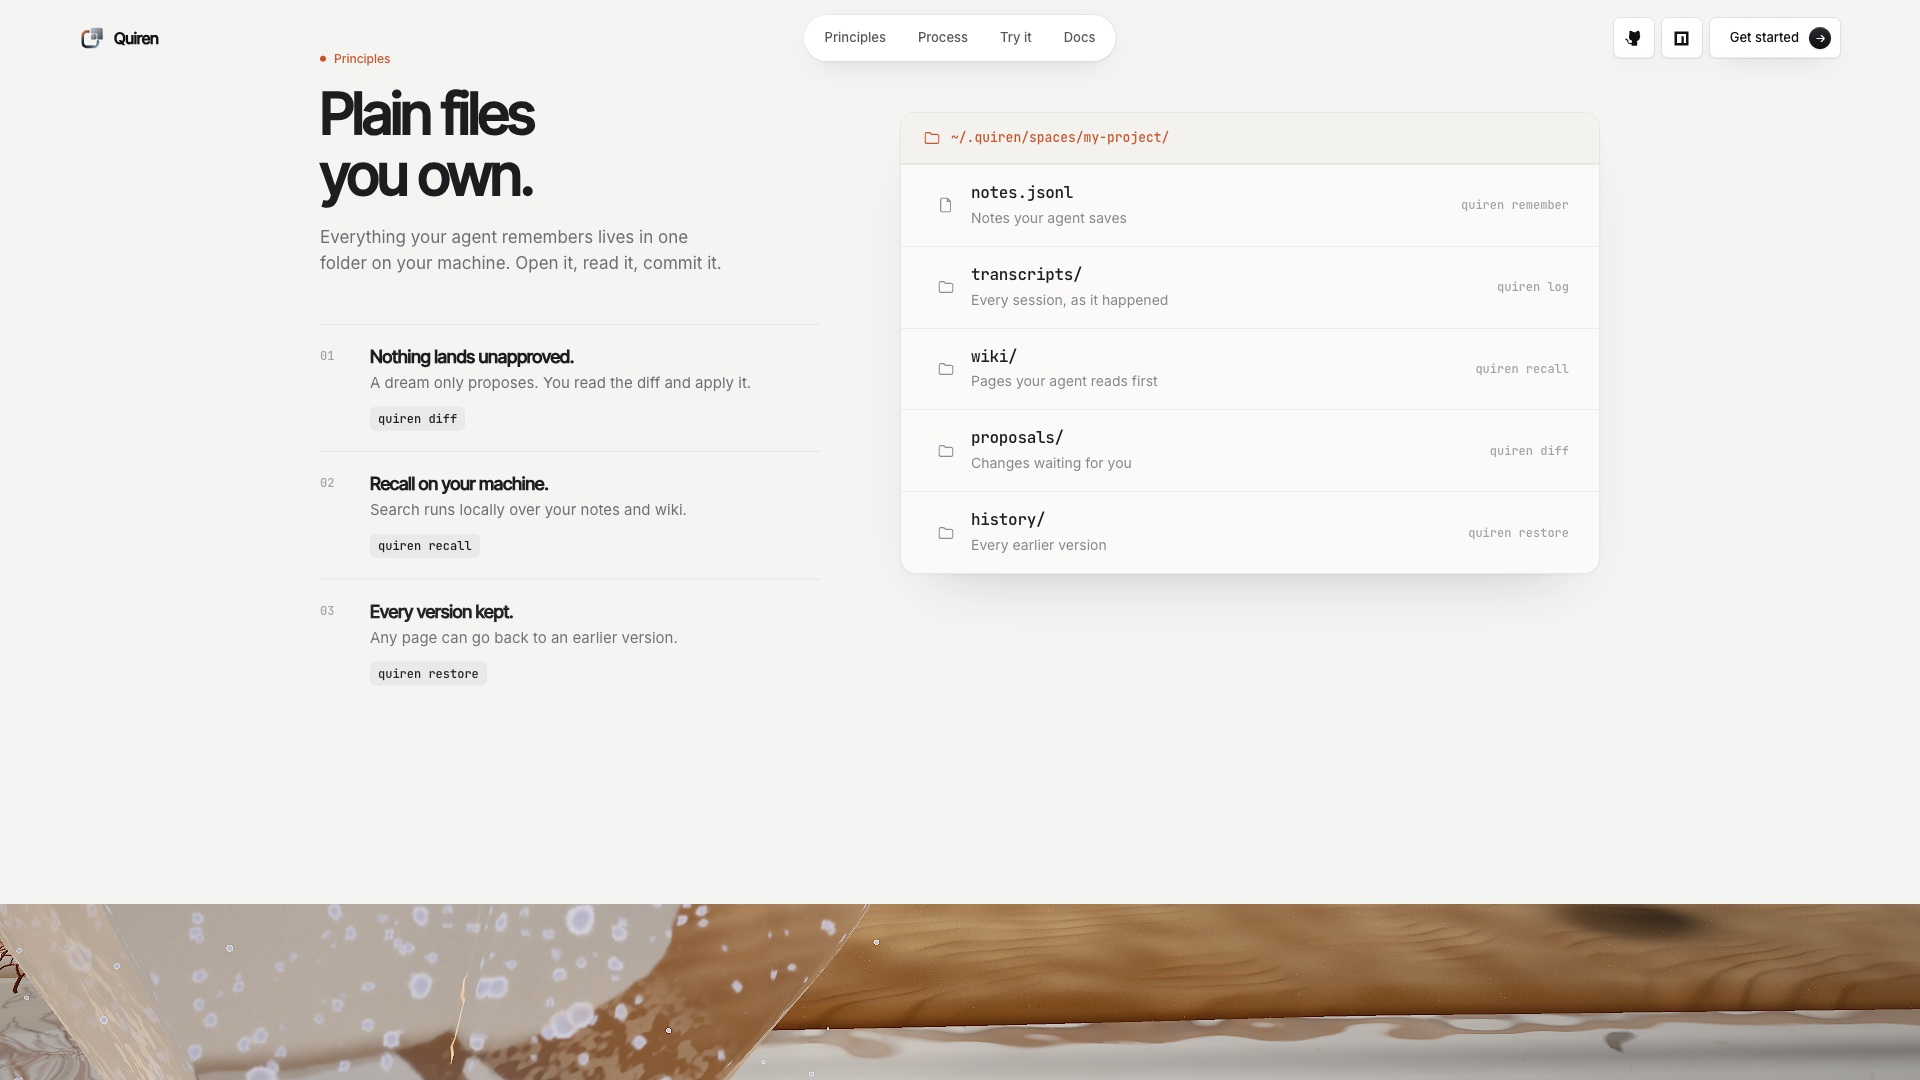 Quiren
Principles
Process
Try it
Docs
Get started
Principles
Plain files
you own.
Everything your agent remembers lives in one
folder on your machine. Open it, read it, commit it.
01
Nothing lands unapproved.
A dream only proposes. You read the diff and apply it.
quiren diff
02
Recall on your machine.
Search runs locally over your notes and wiki.
quiren recall
03
Every version kept.
Any page can go back to an earlier version.
quiren restore
~/.quiren/spaces/my-project/
notes.jsonl
Notes your agent saves
quiren remember
transcripts/
Every session, as it happened
quiren log
wiki/
Pages your agent reads first
quiren recall
proposals/
Changes waiting for you
quiren diff
history/
Every earlier version
quiren restore